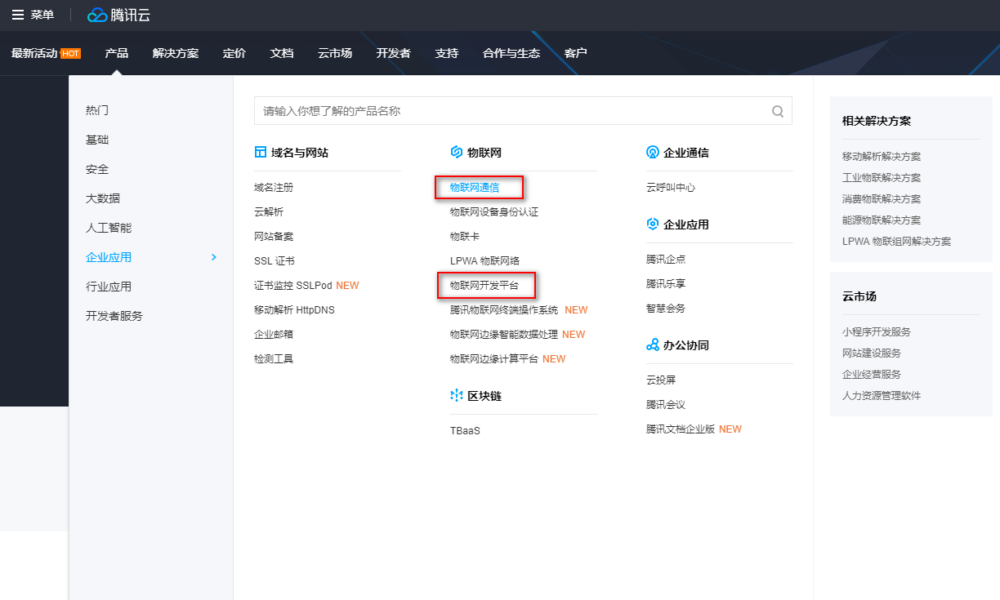 菜单
腾讯云
最新活动 HOT 产品 解决方案 定价 文档 云市场 开发者 支持 合作与生态 客户
热门
基础
安全
大数据
人工智能
企业应用
行业应用
开发者服务
请输入你想了解的产品名称
域名与网站
域名注册
云解析
网站备案
SSL 证书
证书监控 SSLPod NEW
移动解析 HttpDNS
企业邮箱
检测工具
物联网
物联网通信
物联网设备身份认证
物联卡
LPWA 物联网络
物联网开发平台
腾讯物联网终端操作系统 NEW
物联网边缘智能数据处理 NEW
物联网边缘计算平台 NEW
区块链
TBaaS
企业通信
云呼叫中心
企业应用
腾讯企点
腾讯乐享
智慧会务
办公协同
云投屏
腾讯会议
腾讯文档企业版 NEW
相关解决方案
移动解析解决方案
工业物联解决方案
消费物联解决方案
能源物联解决方案
LPWA 物联组网解决方案
云市场
小程序开发服务
网站建设服务
企业经营服务
人力资源管理软件